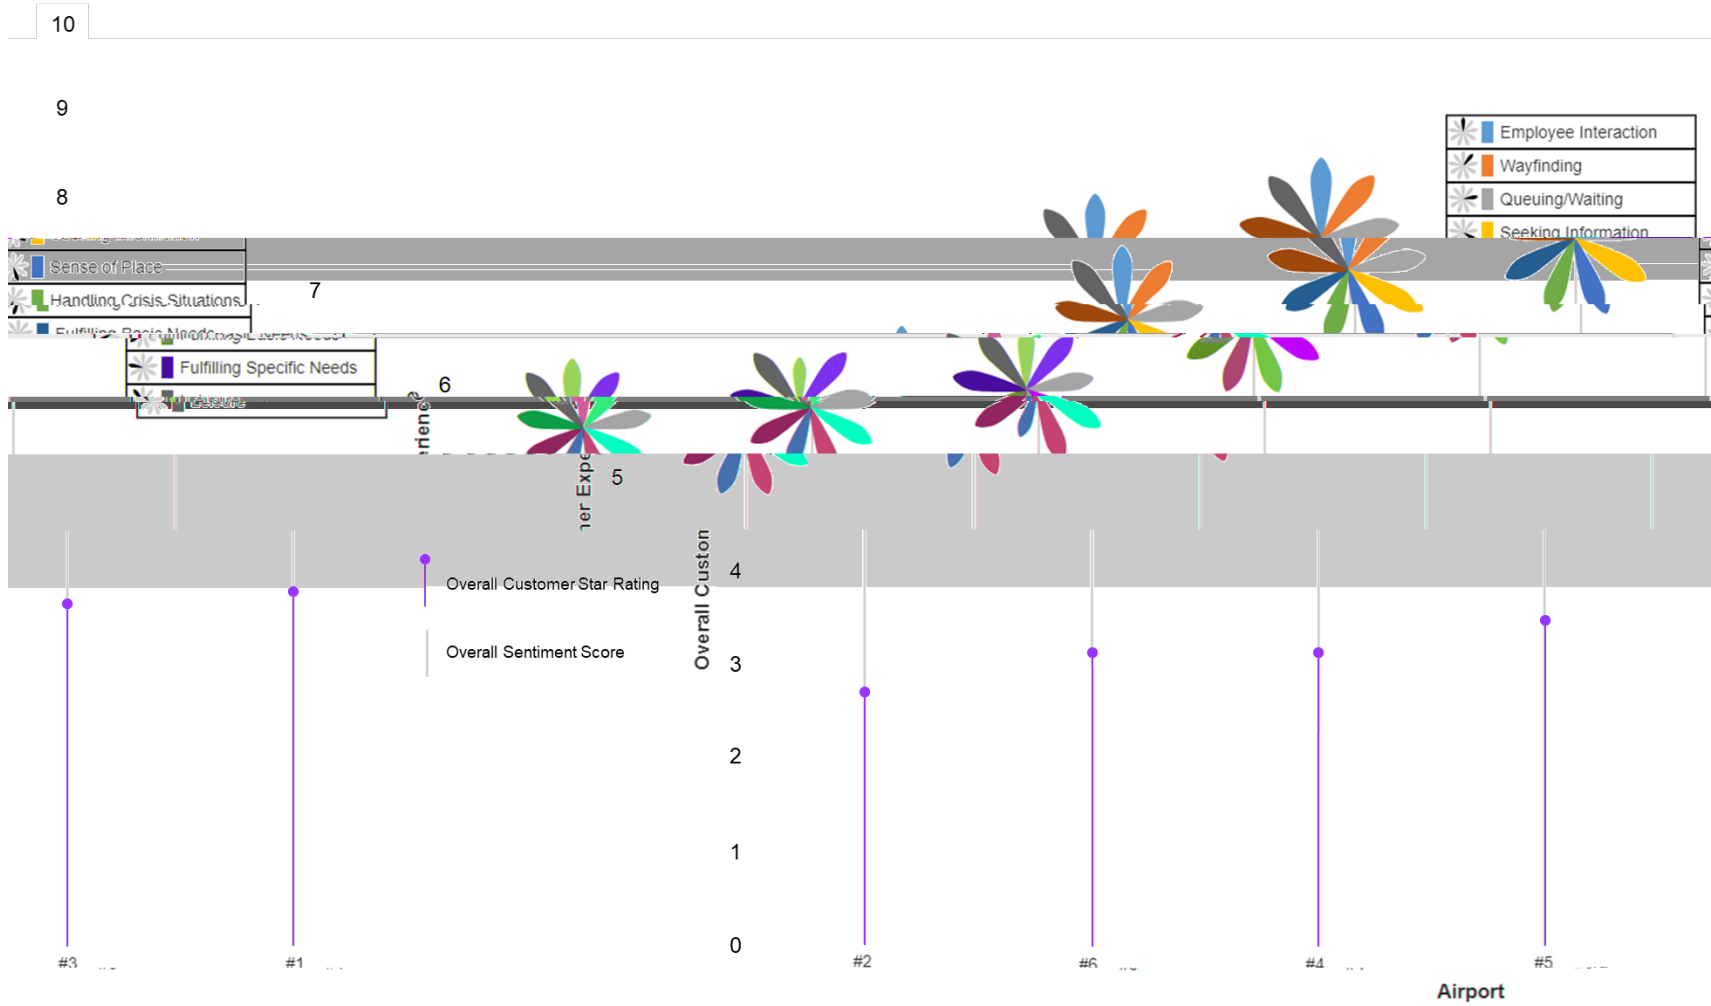 10
9
Employee Interaction
Wayfinding
8
Queuing/Waiting
Seeking Information
Sense of Place
7
Handling Crisis Situations
Fulfilling Specific Needs
6
5
4
Overall Customer Star Rating
Overall Sentiment Score
3
2
1
0
#3
#1
#2
#6
#4
#5
Airport